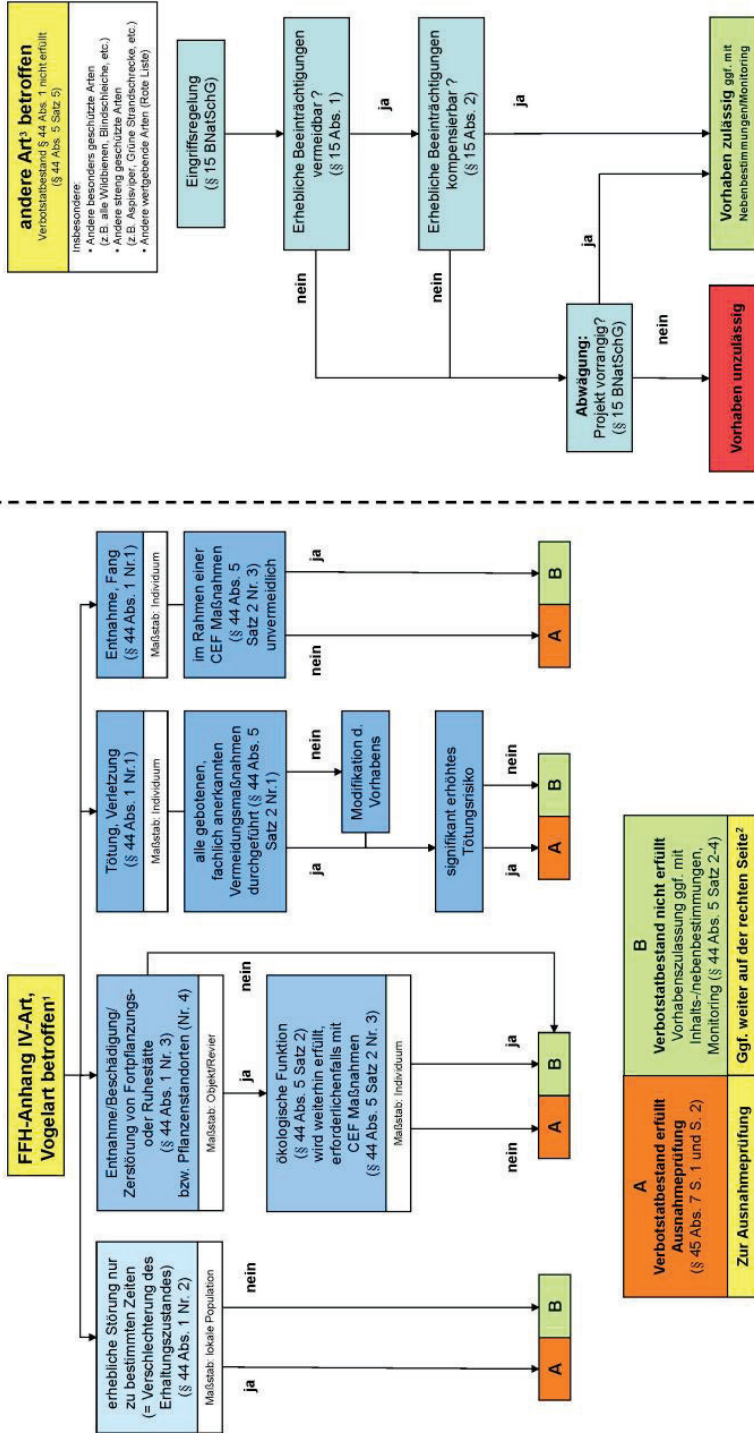 FFH-Anhang IV-Art,
Vogelart betroffen¹
erhebliche Störung nur
zu bestimmten Zeiten
(= Verschlechterung des
Erhaltungszustandes)
(§ 44 Abs. 1 Nr. 2)
Maßstab: lokale Population
ja
nein
A
B
Entnahme/Beschädigung/
Zerstörung von Fortpflanzungs-
oder Ruhestätte
(§ 44 Abs. 1 Nr. 3)
bzw. Pflanzenstandorten (Nr. 4)
Maßstab: Objekt/Revier
ja
nein
ökologische Funktion
(§ 44 Abs. 5 Satz 2)
wird weiterhin erfüllt,
erforderlichenfalls mit
CEF Maßnahmen
(§ 44 Abs. 5 Satz 2 Nr. 3)
Maßstab: Individuum
nein
ja
A
B
Tötung, Verletzung
(§ 44 Abs. 1 Nr.1)
Maßstab: Individuum
alle gebotenen,
fachlich anerkannten
Vermeidungsmaßnahmen
durchgeführt (§ 44 Abs. 5
Satz 2 Nr.1)
ja
nein
Modifikation d.
Vorhabens
signifikant erhöhtes
Tötungsrisiko
ja
nein
A
B
Entnahme, Fang
(§ 44 Abs. 1 Nr.1)
Maßstab: Individuum
im Rahmen einer
CEF Maßnahmen
(§ 44 Abs. 5
Satz 2 Nr. 3)
unvermeidlich
nein
ja
A
B
A
Verbotstatbestand erfüllt
Ausnahmeprüfung
(§ 45 Abs. 7 S. 1 und S. 2)
Zur Ausnahmeprüfung
B
Verbotstatbestand nicht erfüllt
Vorhabenszulassung ggf. mit
Inhalts-/nebenbestimmungen,
Monitoring (§ 44 Abs. 5 Satz 2-4)
Ggf. weiter auf der rechten Seite²
andere Art³ betroffen
Verbotstatbestand § 44 Abs. 1 nicht erfüllt
(§ 44 Abs. 5 Satz 5)
Insbesondere:
• Andere besonders geschützte Arten
(z.B. alle Wildbienen, Blindschleiche, etc.)
• Andere streng geschützte Arten
(z.B. Aspisviper, Grüne Strandschrecke, etc.)
• Andere wertgebende Arten (Rote Liste)
Eingriffsregelung
(§ 15 BNatSchG)
Erhebliche Beeinträchtigungen
vermeidbar ?
(§ 15 Abs. 1)
nein
ja
Erhebliche Beeinträchtigungen
kompensierbar ?
(§ 15 Abs. 2)
nein
ja
Abwägung:
Projekt vorrangig?
(§ 15 BNatSchG)
ja
nein
Vorhaben unzulässig
Vorhaben zulässig ggf. mit
Nebenbestimmungen/Monitoring